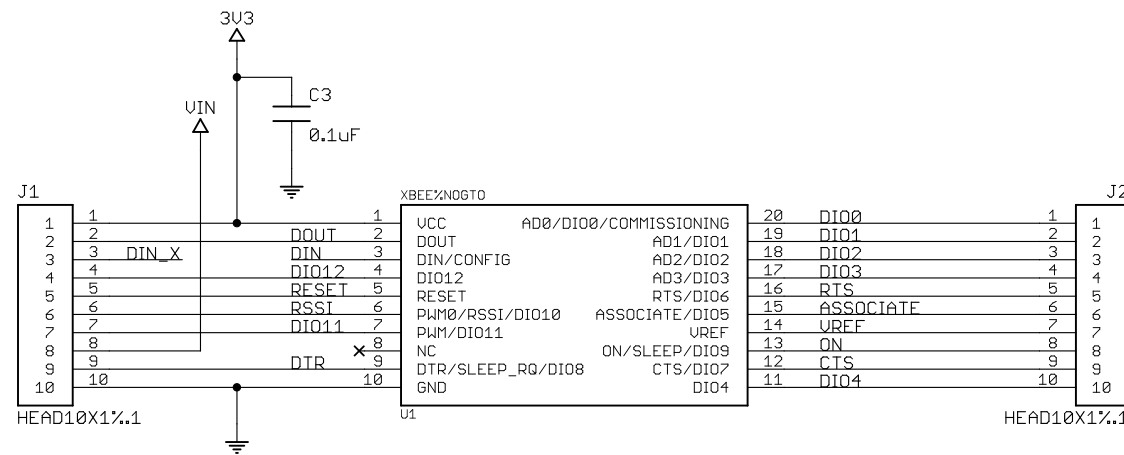 3V3
C3
VIN
0.1uF
J1
XBEE%NOGTO
J2
1 1 1 VCC AD0/DIO0/COMMISSIONING 20 DIO0 1 1
2 2 DOUT 2 DOUT AD1/DIO1 19 DIO1 2 2
3 3 DIN_X DIN 3 DIN/CONFIG AD2/DIO2 18 DIO2 3 3
4 4 DIO12 4 DIO12 AD3/DIO3 17 DIO3 4 4
5 5 RESET 5 RESET RTS/DIO6 16 RTS 5 5
6 6 RSSI 6 PWM0/RSSI/DIO10 ASSOCIATE/DIO5 15 ASSOCIATE 6 6
7 7 DIO11 7 PWM/DIO11 VREF 14 VREF 7 7
8 8 8 NC ON/SLEEP/DIO9 13 ON 8 8
9 9 DTR 9 DTR/SLEEP_RQ/DIO8 CTS/DIO7 12 CTS 9 9
10 10 10 GND DIO4 11 DIO4 10 10
HEAD10X1%.1
U1
HEAD10X1%.1